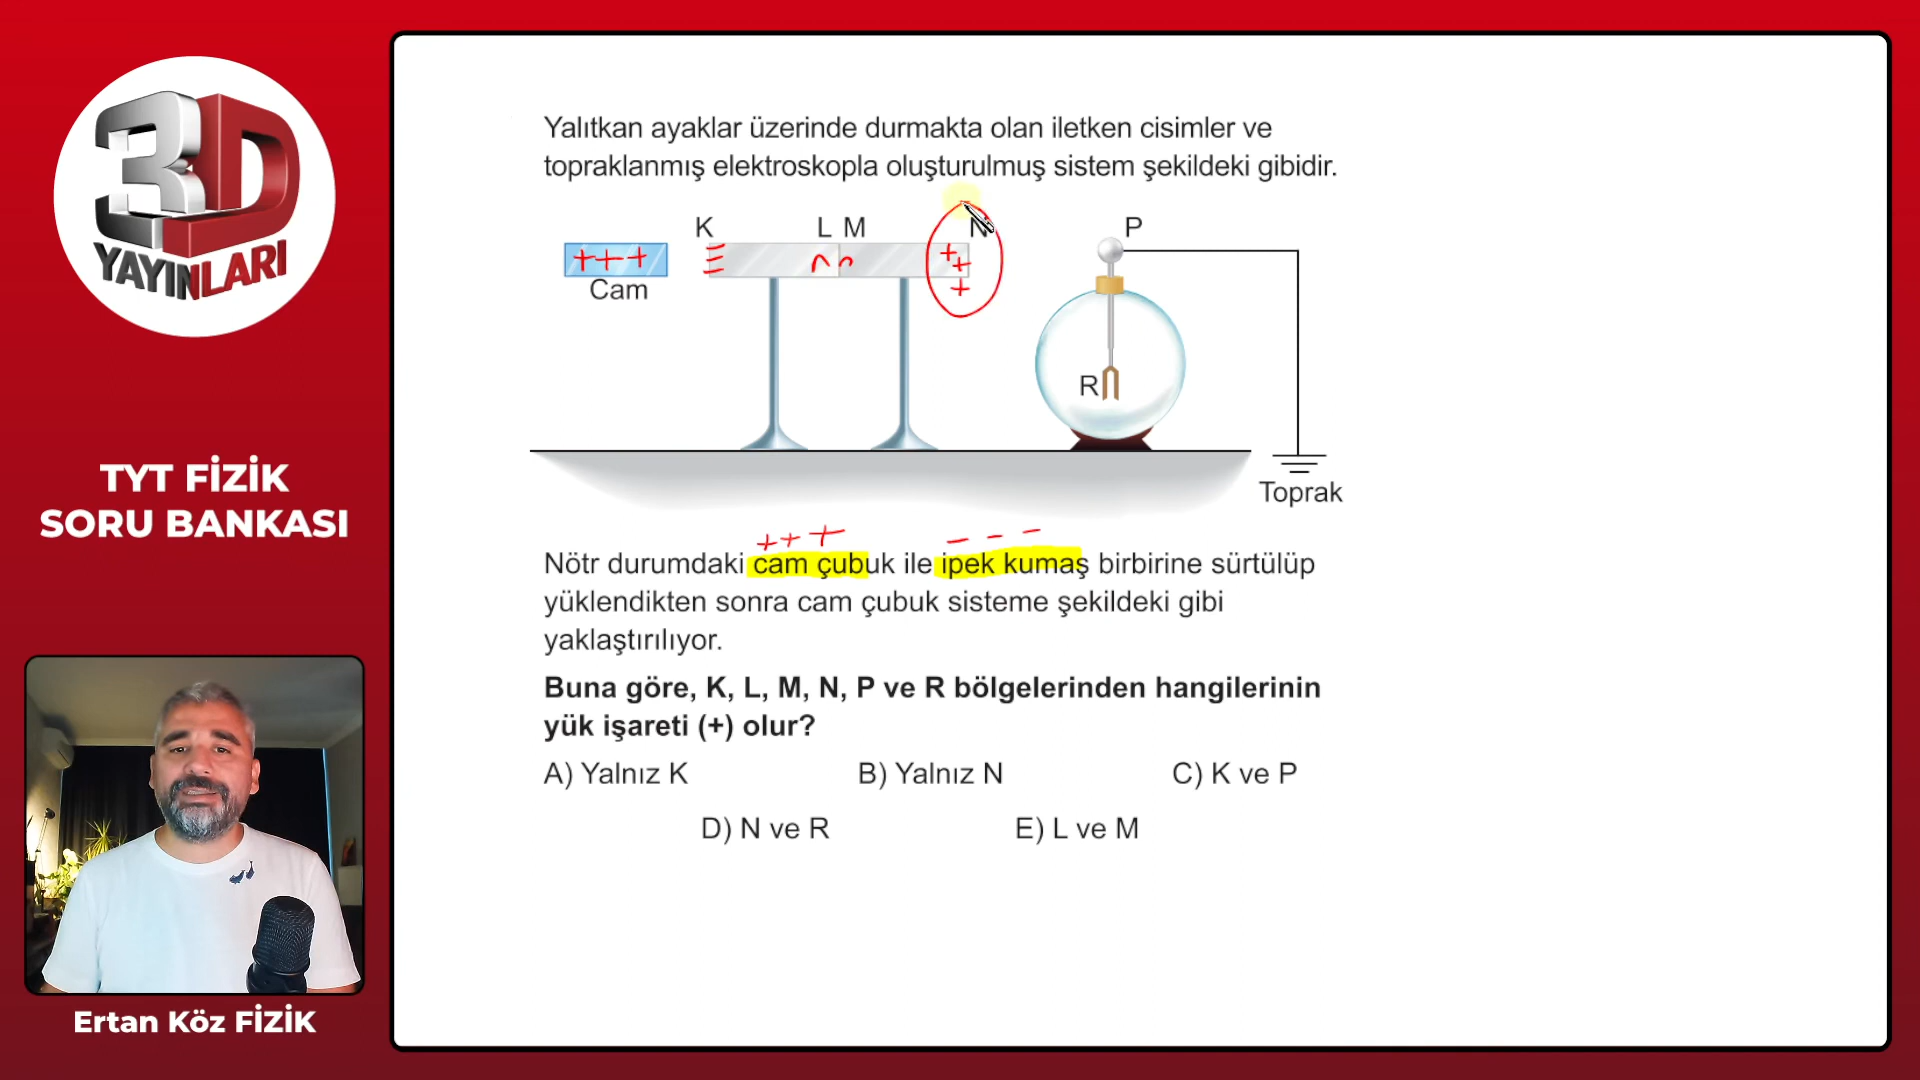 3D
YAYINLARI
TYT FİZİK
SORU BANKASI
Ertan Köz FİZİK
Yalıtkan ayaklar üzerinde durmakta olan iletken cisimler ve
topraklanmış elektroskopla oluşturulmuş sistem şekildeki gibidir.
K L M N P
+++ n n +++
Cam
R
Toprak
+++ - - -
Nötr durumdaki cam çubuk ile ipek kumaş birbirine sürtülüp
yüklendikten sonra cam çubuk sisteme şekildeki gibi
yaklaştırılıyor.
Buna göre, K, L, M, N, P ve R bölgelerinden hangilerinin
yük işareti (+) olur?
A) Yalnız K B) Yalnız N C) K ve P
D) N ve R E) L ve M